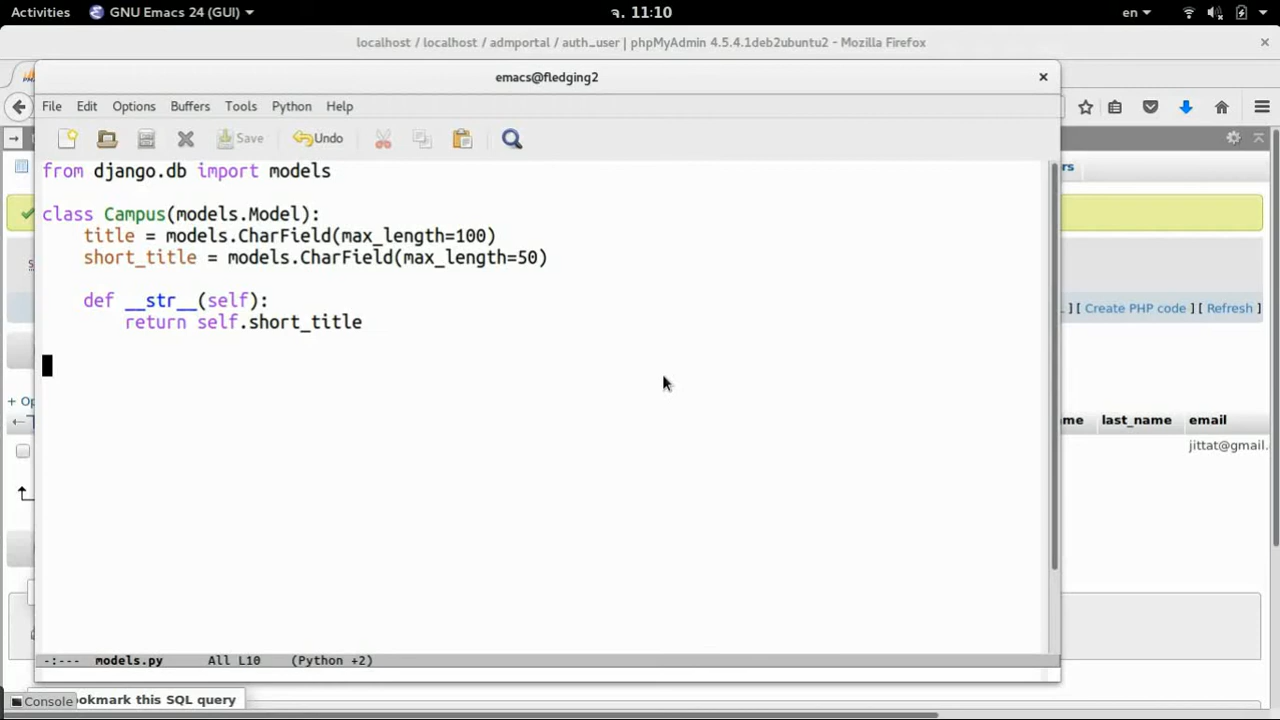 Activities GNU Emacs 24 (GUI) จ. 11:10 en
localhost / localhost / admportal / auth_user | phpMyAdmin 4.5.4.1deb2ubuntu2 - Mozilla Firefox
emacs@fledging2
File Edit Options Buffers Tools Python Help
Save Undo
from django.db import models
class Campus(models.Model):
title = models.CharField(max_length=100)
short_title = models.CharField(max_length=50)
def __str__(self):
return self.short_title
] [ Create PHP code ] [ Refresh ]
last_name email
jittat@gmail.
-:--- models.py All L10 (Python +2)
Console ookmark this SQL query